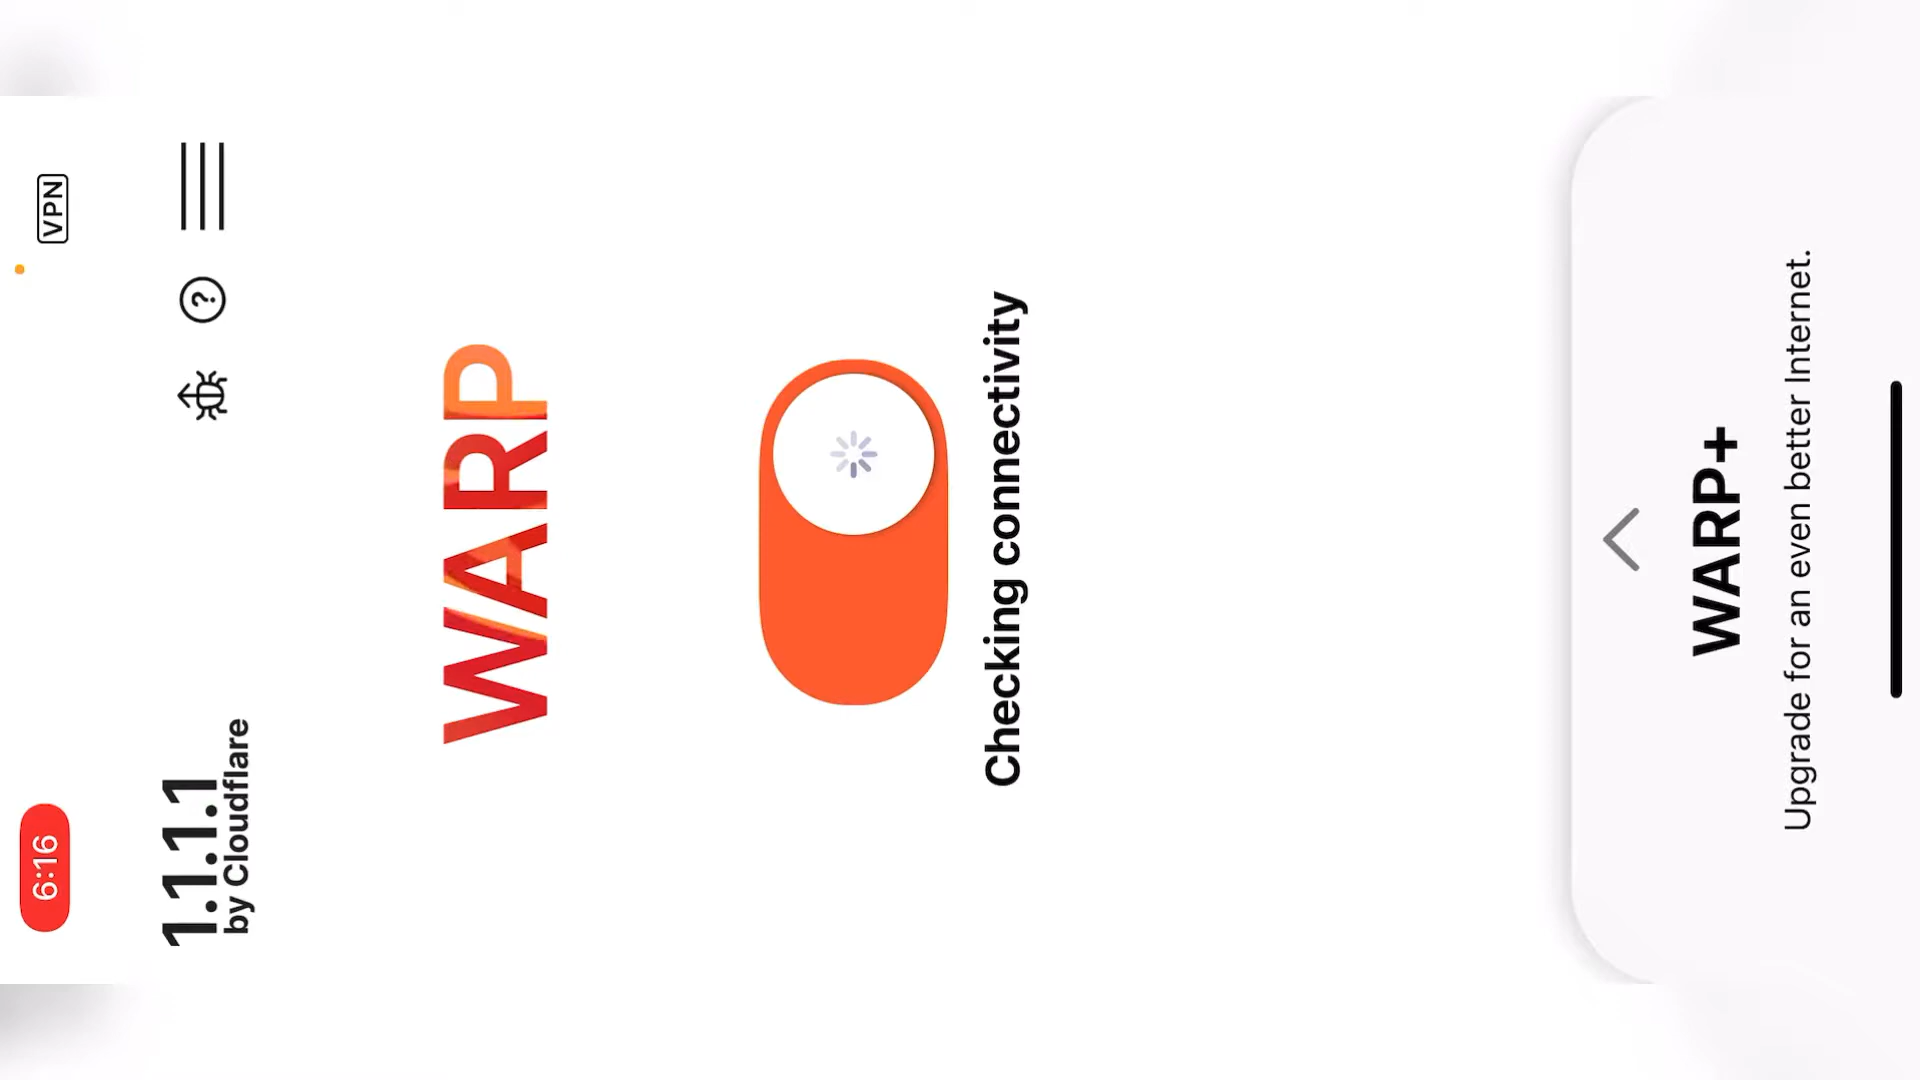 6:16
VPN
1.1.1.1
by Cloudflare
?
WARP
Checking connectivity
WARP+
Upgrade for an even better Internet.